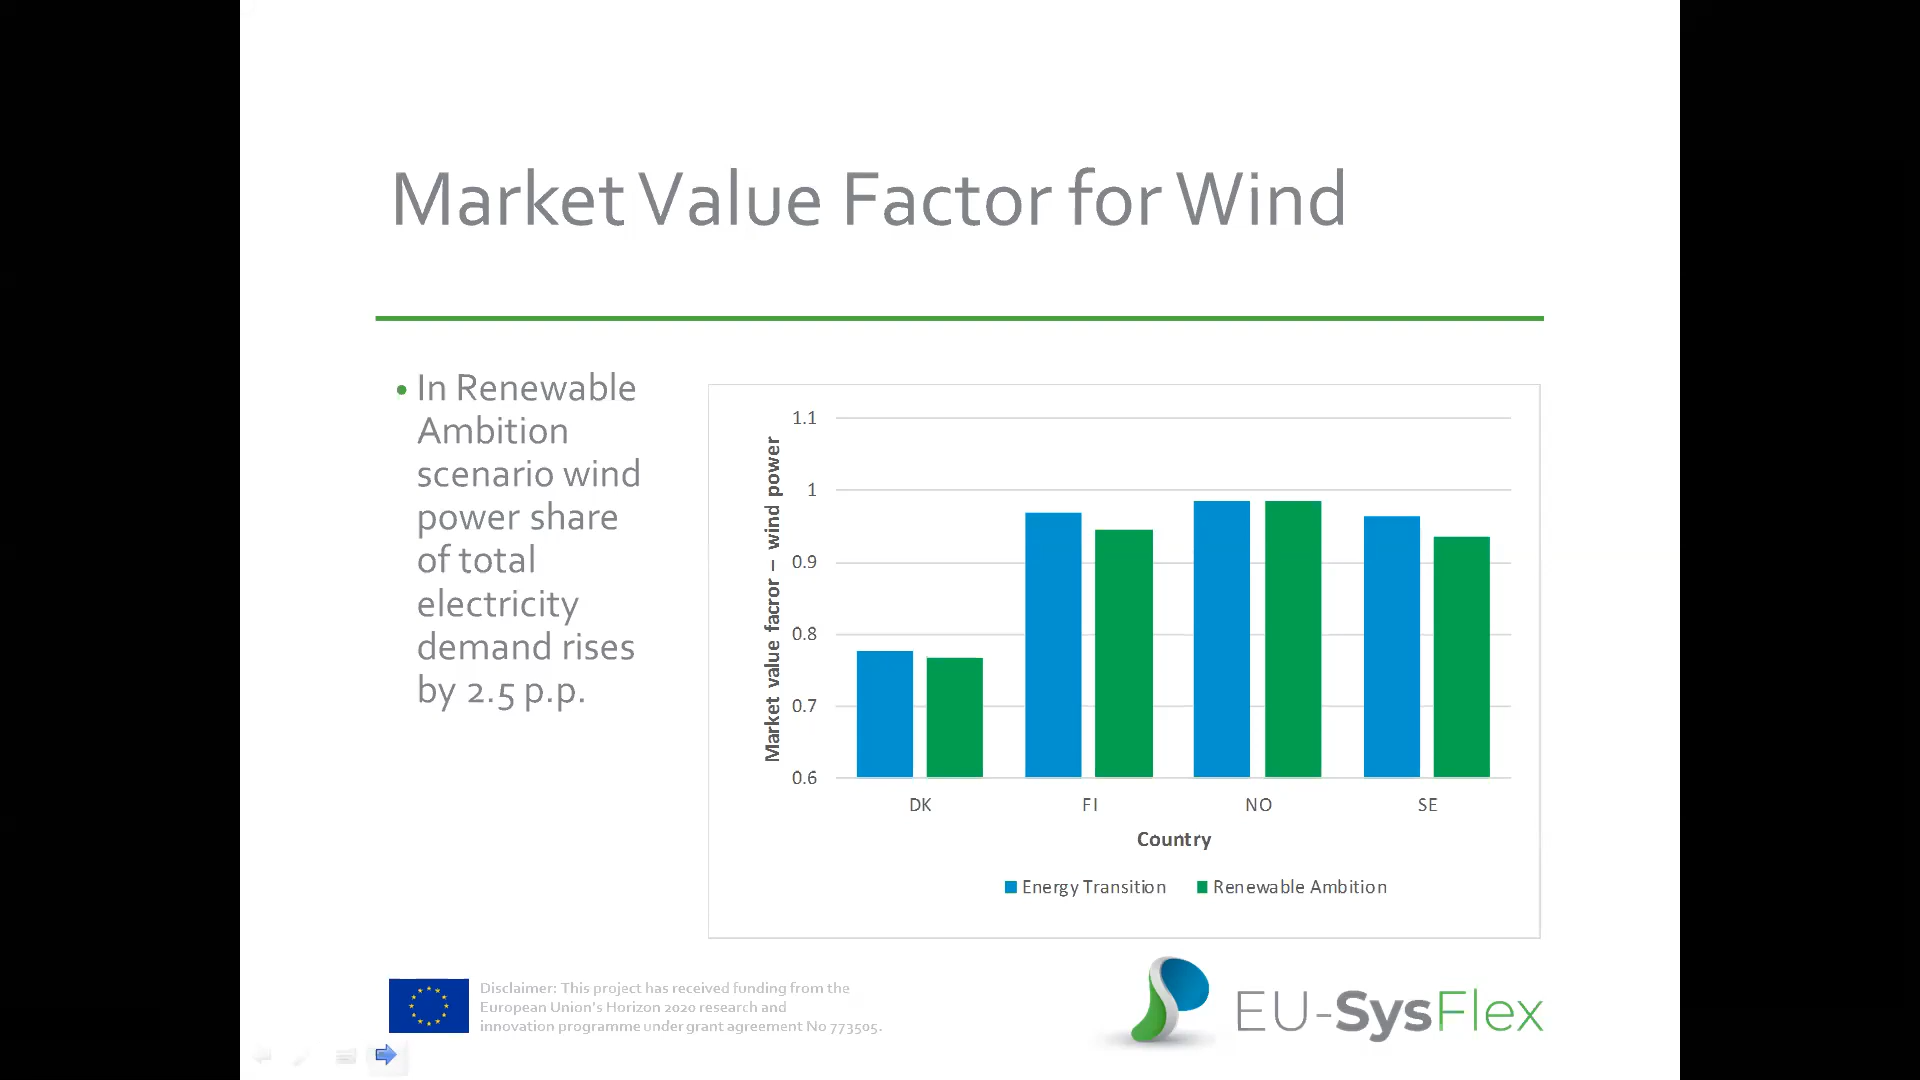 Market Value Factor for Wind
• In Renewable
Ambition
scenario wind
power share
of total
electricity
demand rises
by 2.5 p.p.
Market value facror – wind power
1.1
1
0.9
0.8
0.7
0.6
DK FI NO SE
Country
Energy Transition Renewable Ambition
Disclaimer: This project has received funding from the
European Union's Horizon 2020 research and
innovation programme under grant agreement No 773505.
EU-SysFlex